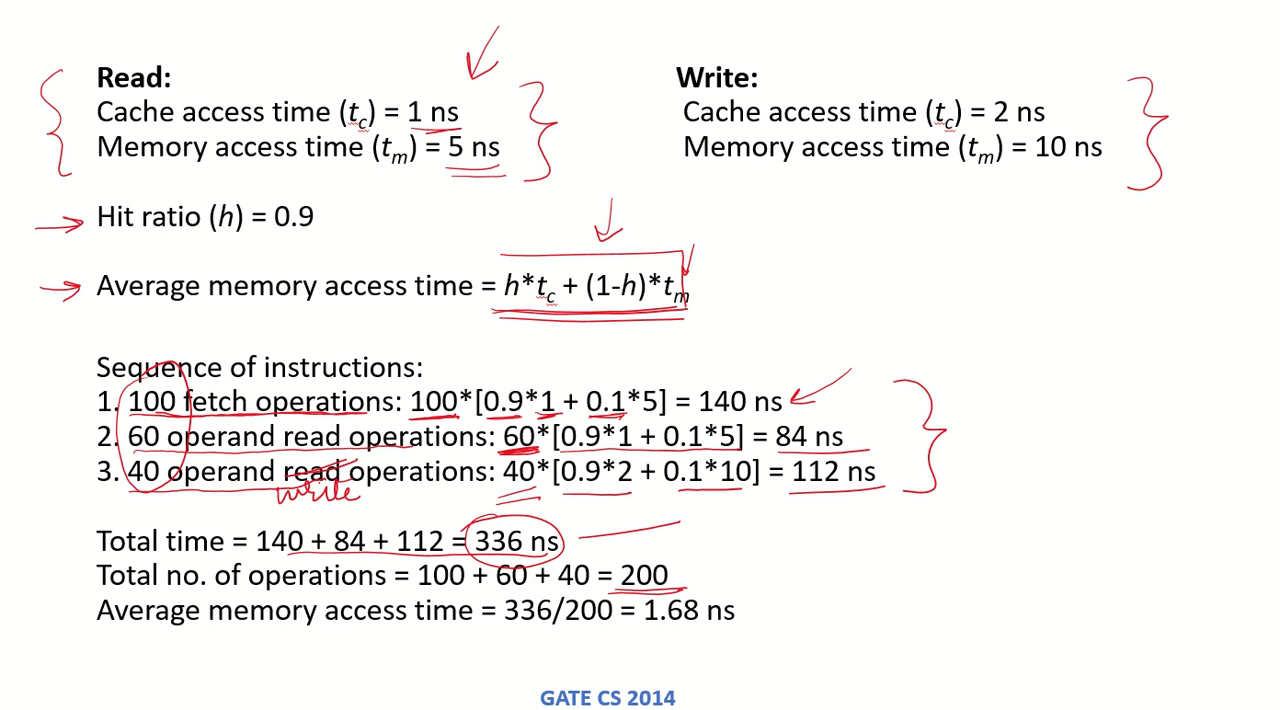 Read:
Cache access time (tc) = 1 ns
Memory access time (tm) = 5 ns
Write:
Cache access time (tc) = 2 ns
Memory access time (tm) = 10 ns
Hit ratio (h) = 0.9
Average memory access time = h*tc + (1-h)*tm
Sequence of instructions:
1. 100 fetch operations: 100*[0.9*1 + 0.1*5] = 140 ns
2. 60 operand read operations: 60*[0.9*1 + 0.1*5] = 84 ns
3. 40 operand read operations: 40*[0.9*2 + 0.1*10] = 112 ns
write
Total time = 140 + 84 + 112 = 336 ns
Total no. of operations = 100 + 60 + 40 = 200
Average memory access time = 336/200 = 1.68 ns
GATE CS 2014